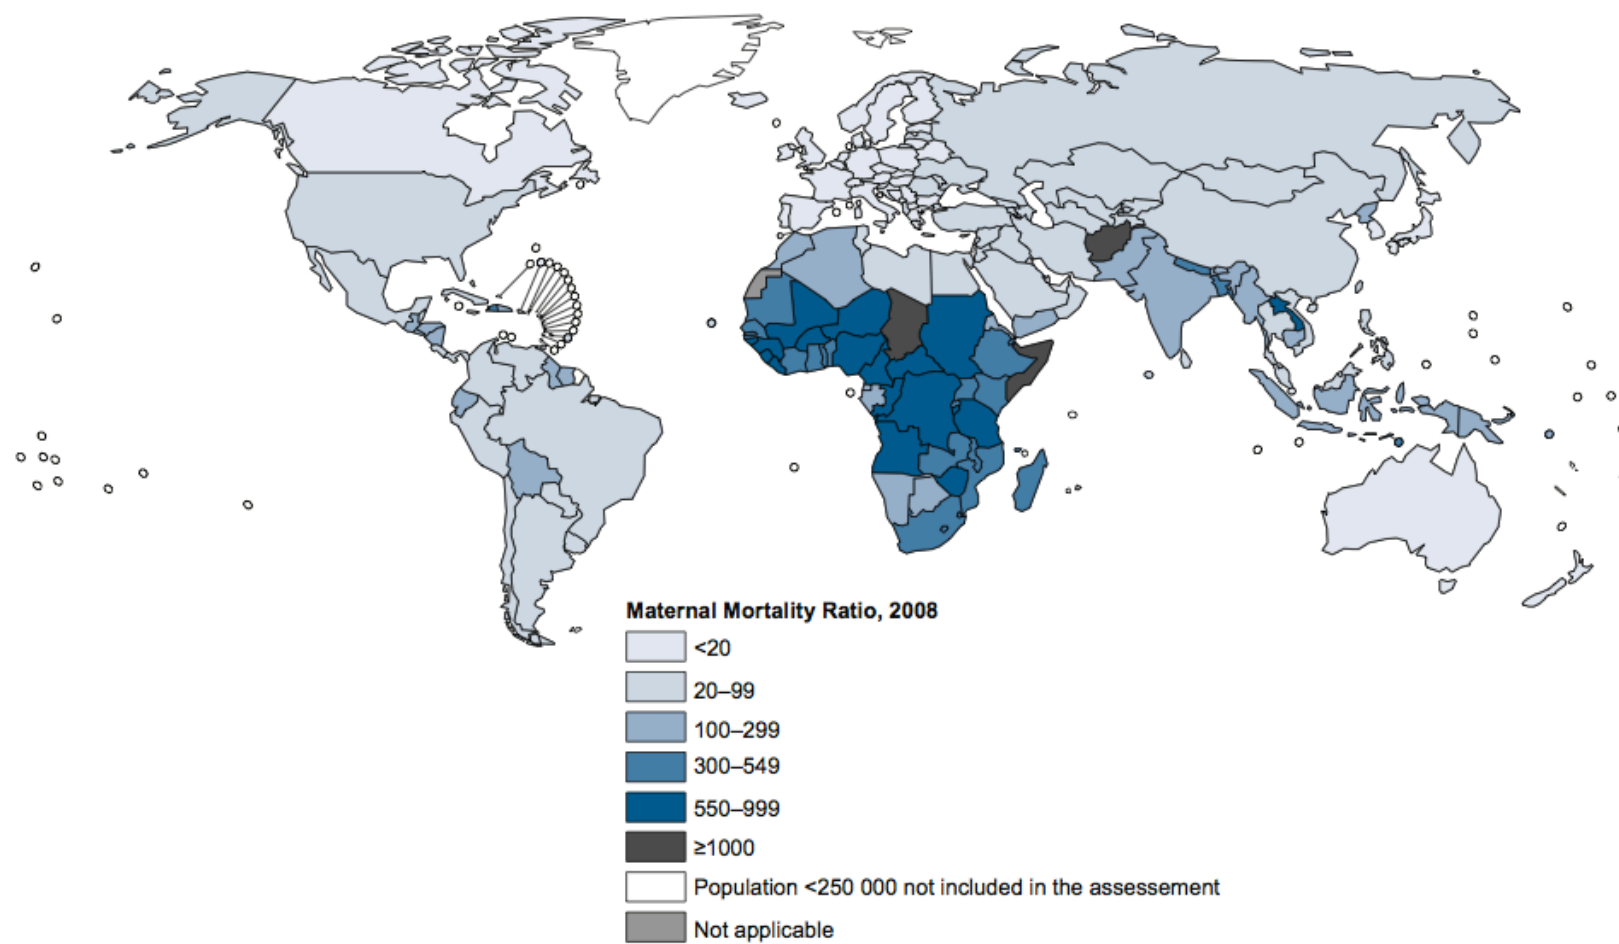 Maternal Mortality Ratio, 2008
<20
20–99
100–299
300–549
550–999
≥1000
Population <250 000 not included in the assessement
Not applicable